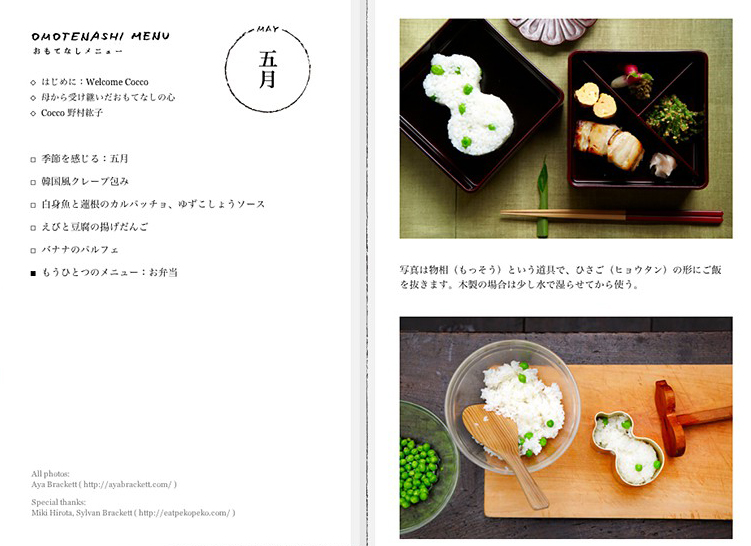 OMOTENASHI MENU
おもてなしメニュー
MAY
五月
◇ はじめに：Welcome Cocco
◇ 母から受け継いだおもてなしの心
◇ Cocco 野村紘子
□ 季節を感じる：五月
□ 韓国風クレープ包み
□ 白身魚と蓮根のカルパッチョ、ゆずこしょうソース
□ えびと豆腐の揚げだんご
□ バナナのパルフェ
■ もうひとつのメニュー：お弁当
All photos:
Aya Brackett ( http://ayabrackett.com/ )
Special thanks:
Miki Hirota, Sylvan Brackett ( http://eatpekopeko.com/ )
写真は物相（もっそう）という道具で、ひさご（ヒョウタン）の形にご飯
を抜きます。木製の場合は少し水で湿らせてから使う。